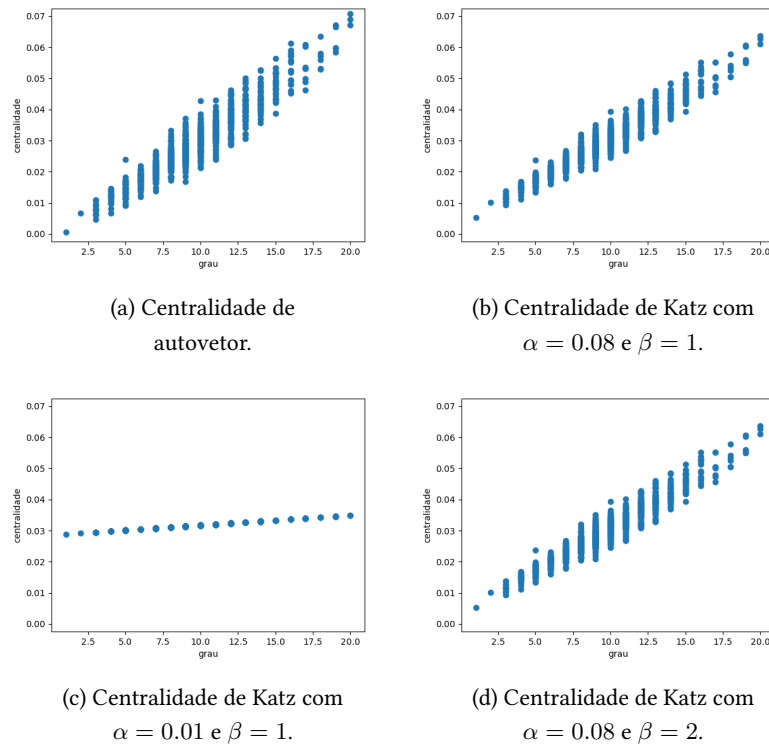 0.07
0.06
0.05
0.04
0.03
0.02
0.01
0.00
centralidade
2.5 5.0 7.5 10.0 12.5 15.0 17.5 20.0
grau
(a) Centralidade de
autovetor.
0.07
0.06
0.05
0.04
0.03
0.02
0.01
0.00
centralidade
2.5 5.0 7.5 10.0 12.5 15.0 17.5 20.0
grau
(b) Centralidade de Katz com
α = 0.08 e β = 1.
0.07
0.06
0.05
0.04
0.03
0.02
0.01
0.00
centralidade
2.5 5.0 7.5 10.0 12.5 15.0 17.5 20.0
grau
(c) Centralidade de Katz com
α = 0.01 e β = 1.
0.07
0.06
0.05
0.04
0.03
0.02
0.01
0.00
centralidade
2.5 5.0 7.5 10.0 12.5 15.0 17.5 20.0
grau
(d) Centralidade de Katz com
α = 0.08 e β = 2.